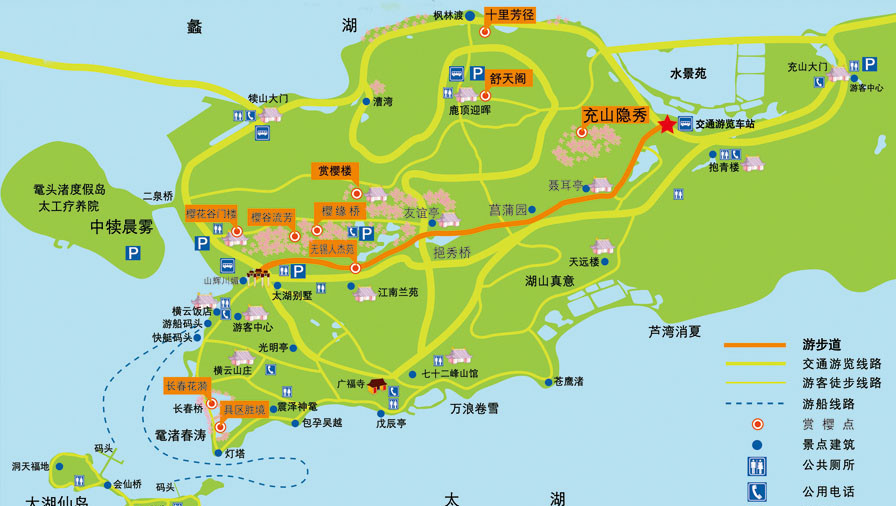 蠡 湖
枫林渡
十里芳径
舒天阁
鹿顶迎晖
水景苑
充山大门
游客中心
犊山大门
漕湾
充山隐秀
交通游览车站
抱青楼
鼋头渚度假岛
太工疗养院
中犊晨雾
二泉桥
赏樱楼
聂耳亭
樱花谷门楼
樱谷流芳
樱缘桥
友谊亭
菖蒲园
无锡人杰苑
挹秀桥
天远楼
山辉川媚
太湖别墅
江南兰苑
湖山真意
横云饭店
游船码头
游客中心
快艇码头
芦湾消夏
光明亭
横云山庄
广福寺
七十二峰山馆
苍鹰渚
长春花漪
长春桥
具区胜境
震泽神鼋
包孕吴越
戊辰亭
万浪卷雪
鼋渚春涛
灯塔
码头
洞天福地
会仙桥
码头
太湖仙岛
太 湖
游步道
交通游览线路
游客徒步线路
游船线路
赏樱点
景点建筑
公共厕所
公用电话
P
P
P
P
P
P